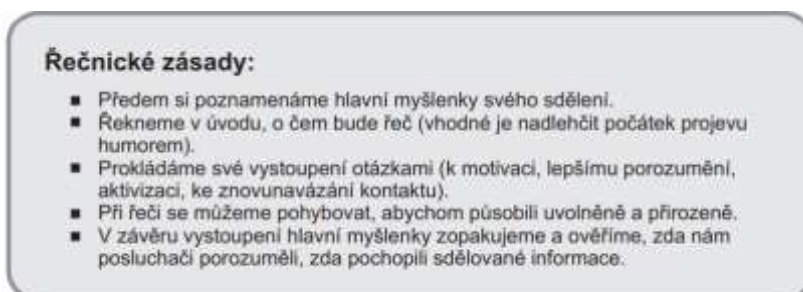 Řečnické zásady:
▪ Předem si poznamenáme hlavní myšlenky svého sdělení.
▪ Řekneme v úvodu, o čem bude řeč (vhodné je nadlehčit počátek projevu
humorem).
▪ Prokládáme své vystoupení otázkami (k motivaci, lepšímu porozumění,
aktivizaci, ke znovunavázání kontaktu).
▪ Při řeči se můžeme pohybovat, abychom působili uvolněně a přirozeně.
▪ V závěru vystoupení hlavní myšlenky zopakujeme a ověříme, zda nám
posluchači porozuměli, zda pochopili sdělované informace.